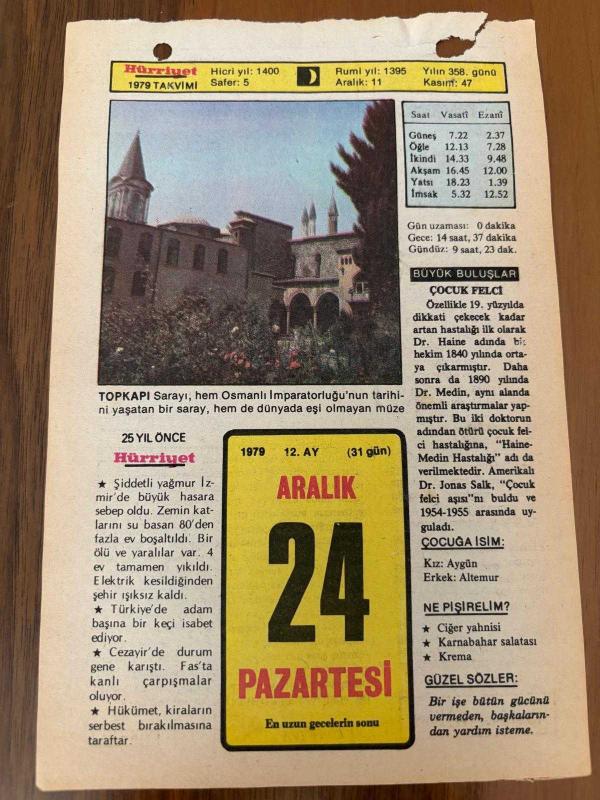 Hürriyet
1979 TAKVİMİ
Hicri yıl: 1400
Safer: 5
Rumi yıl: 1395
Aralık: 11
Yılın 358. günü
Kasım: 47
Saat Vasatî Ezanî
Güneş 7.22 2.37
Öğle 12.13 7.28
İkindi 14.33 9.48
Akşam 16.45 12.00
Yatsı 18.23 1.39
İmsak 5.32 12.52
Gün uzaması: 0 dakika
Gece: 14 saat, 37 dakika
Gündüz: 9 saat, 23 dak.
BÜYÜK BULUŞLAR
ÇOCUK FELCİ
Özellikle 19. yüzyılda
dikkati çekecek kadar
artan hastalığı ilk olarak
Dr. Haine adında bir
hekim 1840 yılında orta-
ya çıkarmıştır. Daha
sonra da 1890 yılında
Dr. Medin, aynı alanda
önemli araştırmalar yap-
mıştır. Bu iki doktorun
adından ötürü çocuk fel-
ci hastalığına, "Haine-
Medin Hastalığı" adı da
verilmektedir. Amerikalı
Dr. Jonas Salk, "Çocuk
felci aşısı"nı buldu ve
1954-1955 arasında uy-
guladı.
ÇOCUĞA İSİM:
Kız: Aygün
Erkek: Altemur
NE PİŞİRELİM?
★ Ciğer yahnisi
★ Karnabahar salatası
★ Krema
GÜZEL SÖZLER:
Bir işe bütün gücünü
vermeden, başkaların-
dan yardım isteme.
TOPKAPI Sarayı, hem Osmanlı İmparatorluğu'nun tarihi-
ni yaşatan bir saray, hem de dünyada eşi olmayan müze
25 YIL ÖNCE
Hürriyet
★ Şiddetli yağmur İz-
mir'de büyük hasara
sebep oldu. Zemin kat-
larını su basan 80'den
fazla ev boşaltıldı. Bir
ölü ve yaralılar var. 4
ev tamamen yıkıldı.
Elektrik kesildiğinden
şehir ışıksız kaldı.
★ Türkiye'de adam
başına bir keçi isabet
ediyor.
★ Cezayir'de durum
gene karıştı. Fas'ta
kanlı çarpışmalar
oluyor.
★ Hükümet, kiraların
serbest bırakılmasına
taraftar.
1979 12. AY (31 gün)
ARALIK
24
PAZARTESİ
En uzun gecelerin sonu